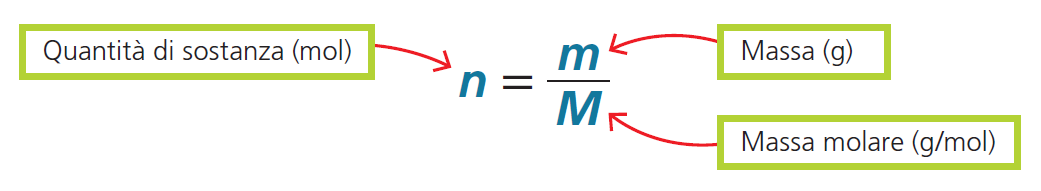 Quantità di sostanza (mol)
n = m/M
Massa (g)
Massa molare (g/mol)